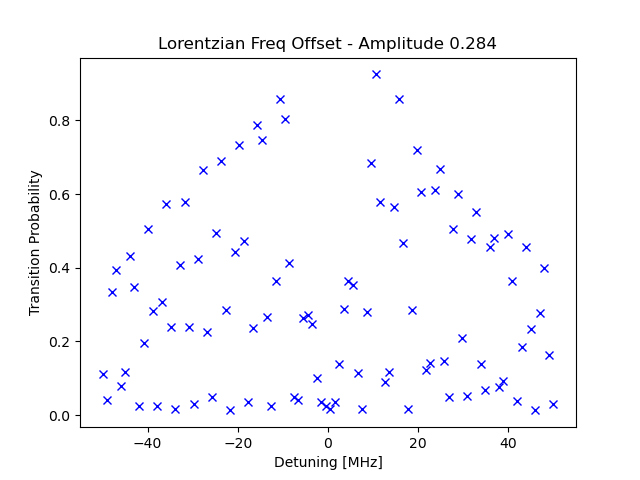 Lorentzian Freq Offset - Amplitude 0.284
Transition Probability
0.8
0.6
0.4
0.2
0.0
−40 −20 0 20 40
Detuning [MHz]